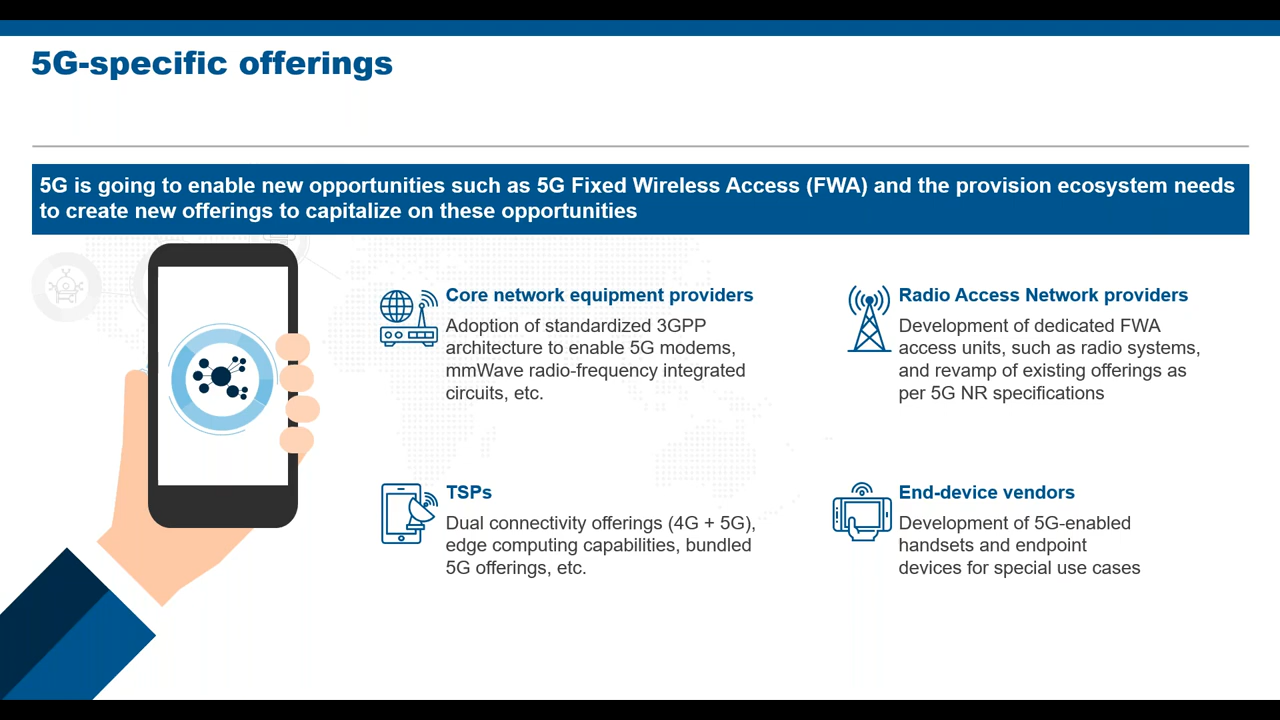 5G-specific offerings
5G is going to enable new opportunities such as 5G Fixed Wireless Access (FWA) and the provision ecosystem needs
to create new offerings to capitalize on these opportunities
Core network equipment providers
Adoption of standardized 3GPP
architecture to enable 5G modems,
mmWave radio-frequency integrated
circuits, etc.
Radio Access Network providers
Development of dedicated FWA
access units, such as radio systems,
and revamp of existing offerings as
per 5G NR specifications
TSPs
Dual connectivity offerings (4G + 5G),
edge computing capabilities, bundled
5G offerings, etc.
End-device vendors
Development of 5G-enabled
handsets and endpoint
devices for special use cases